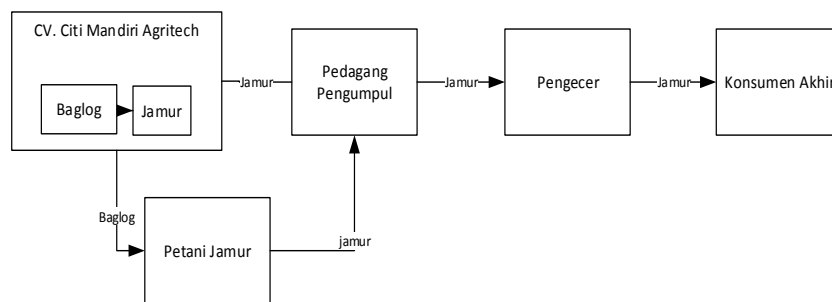 CV. Citi Mandiri Agritech
Baglog
Jamur
Jamur
Pedagang
Pengumpul
Jamur
Pengecer
Jamur
Konsumen Akhir
Baglog
Petani Jamur
jamur